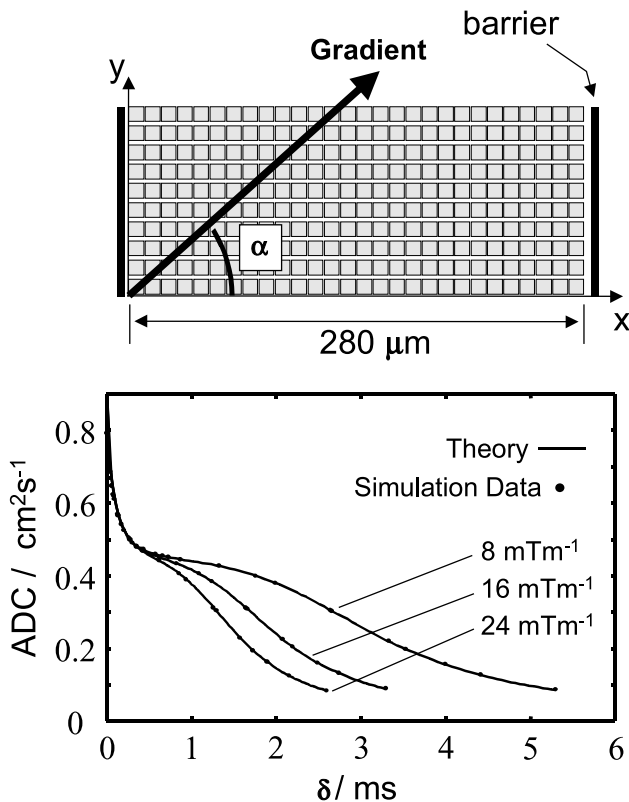 barrier
Gradient
y
α
x
280 μm
0.8
0.6
0.4
0.2
0
ADC / cm²s⁻¹
Theory
Simulation Data
8 mTm⁻¹
16 mTm⁻¹
24 mTm⁻¹
0 1 2 3 4 5 6
δ/ ms